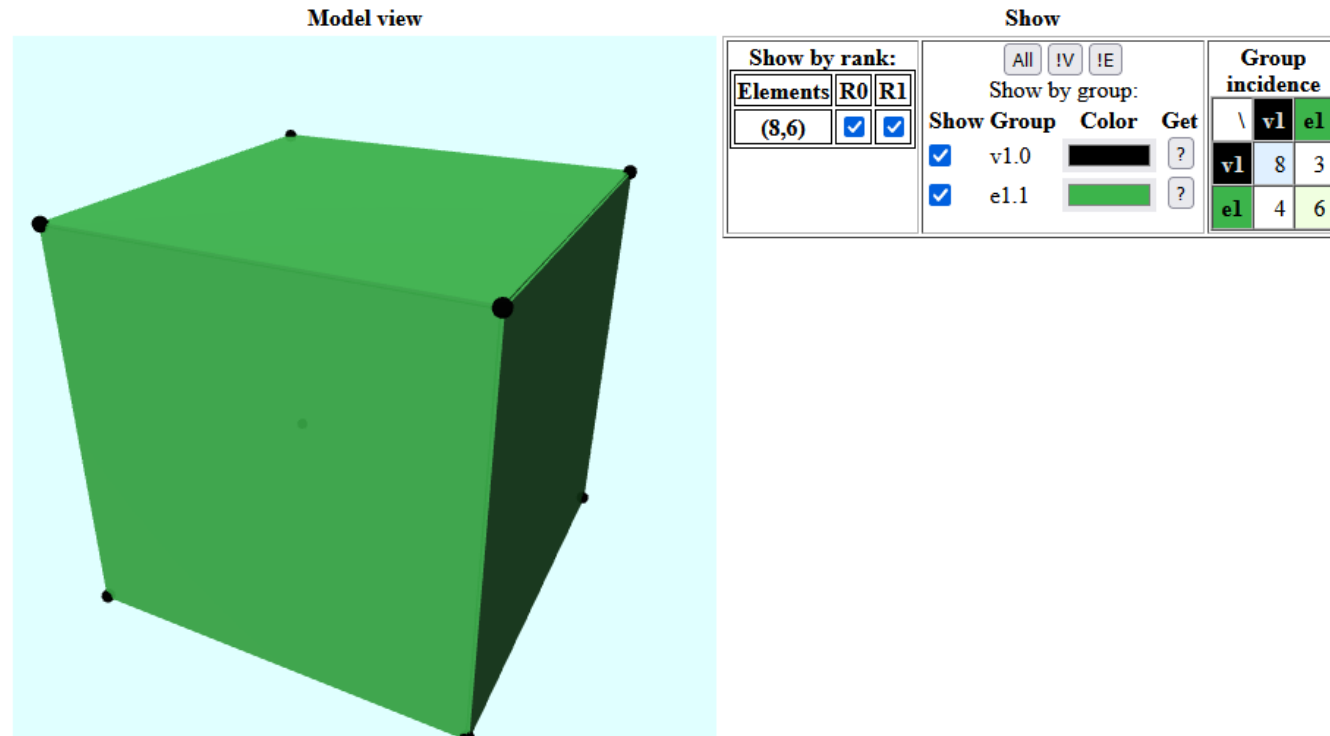 Model view
Show
Show by rank:
Elements R0 R1
(8,6)
All !V !E
Show by group:
Show Group Color Get
v1.0 ?
e1.1 ?
Group
incidence
\ v1 e1
v1 8 3
e1 4 6